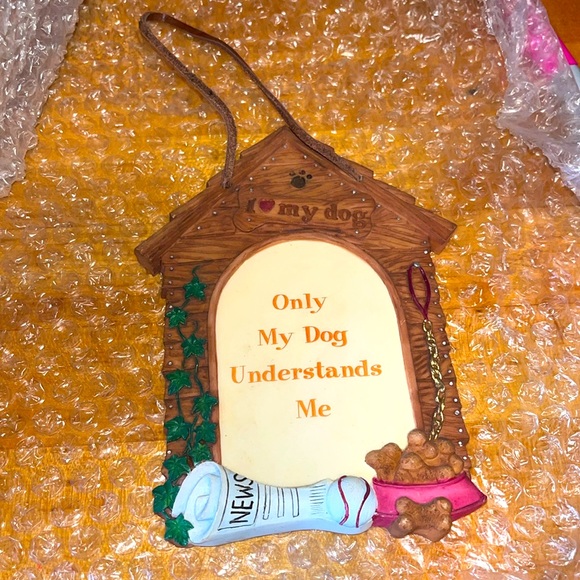 I ❤ my dog
Only
My Dog
Understands
Me
NEWS